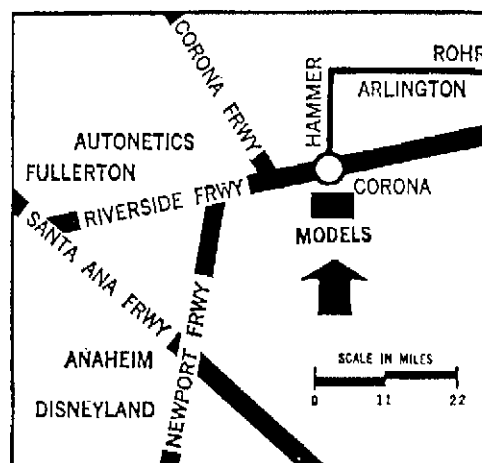 CORONA FRWY
ROHR
HAMMER
ARLINGTON
AUTONETICS
FULLERTON
RIVERSIDE FRWY
CORONA
SANTA ANA FRWY
MODELS
NEWPORT FRWY
ANAHEIM
DISNEYLAND
SCALE IN MILES
0 11 22